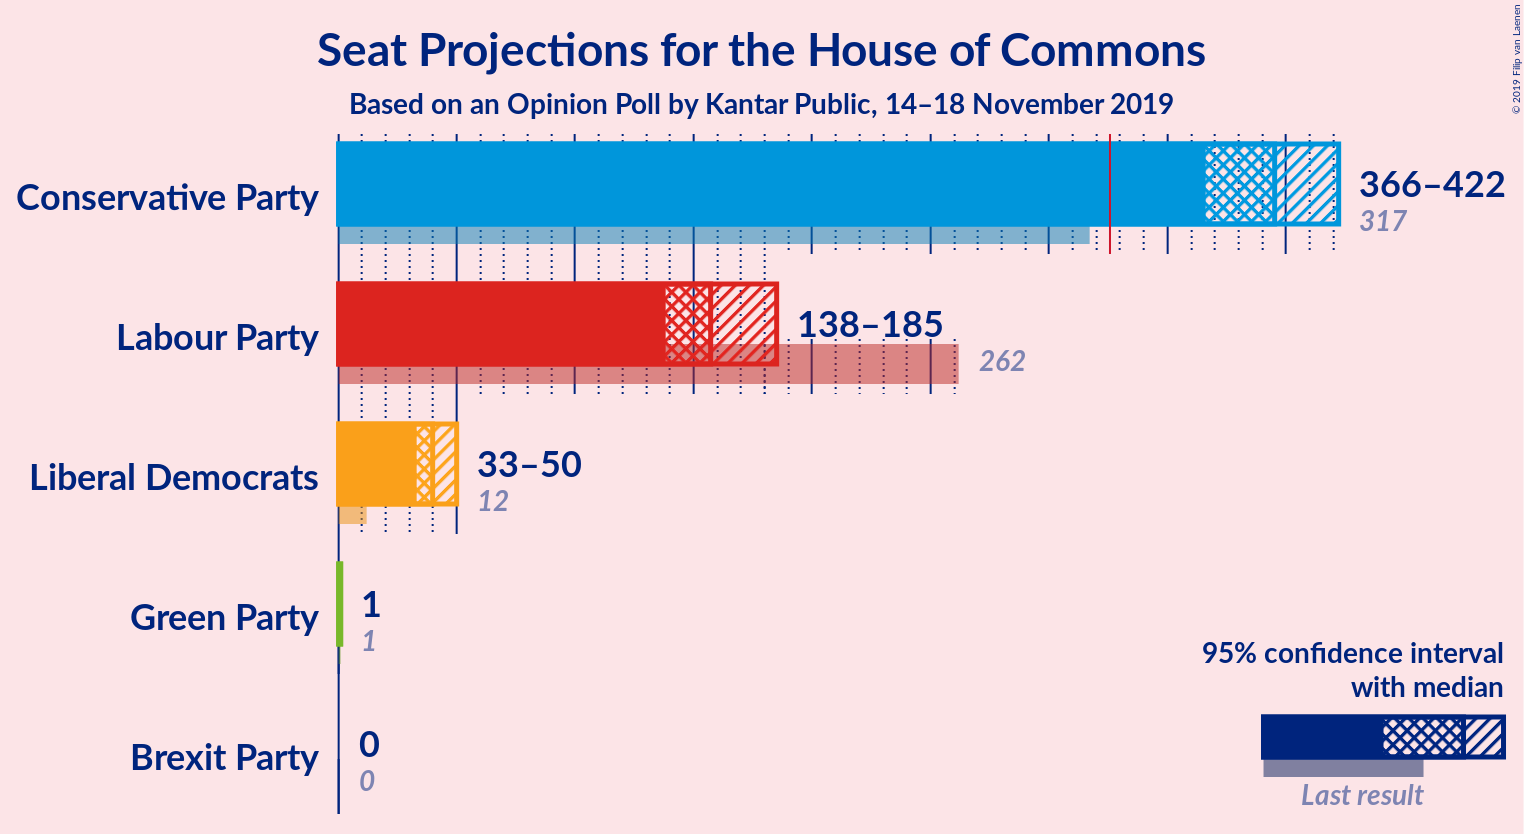 Seat Projections for the House of Commons
Based on an Opinion Poll by Kantar Public, 14–18 November 2019
© 2019 Filip van Laenen
Conservative Party
366–422
317
Labour Party
138–185
262
Liberal Democrats
33–50
12
Green Party
1
1
Brexit Party
0
0
95% confidence interval
with median
Last result